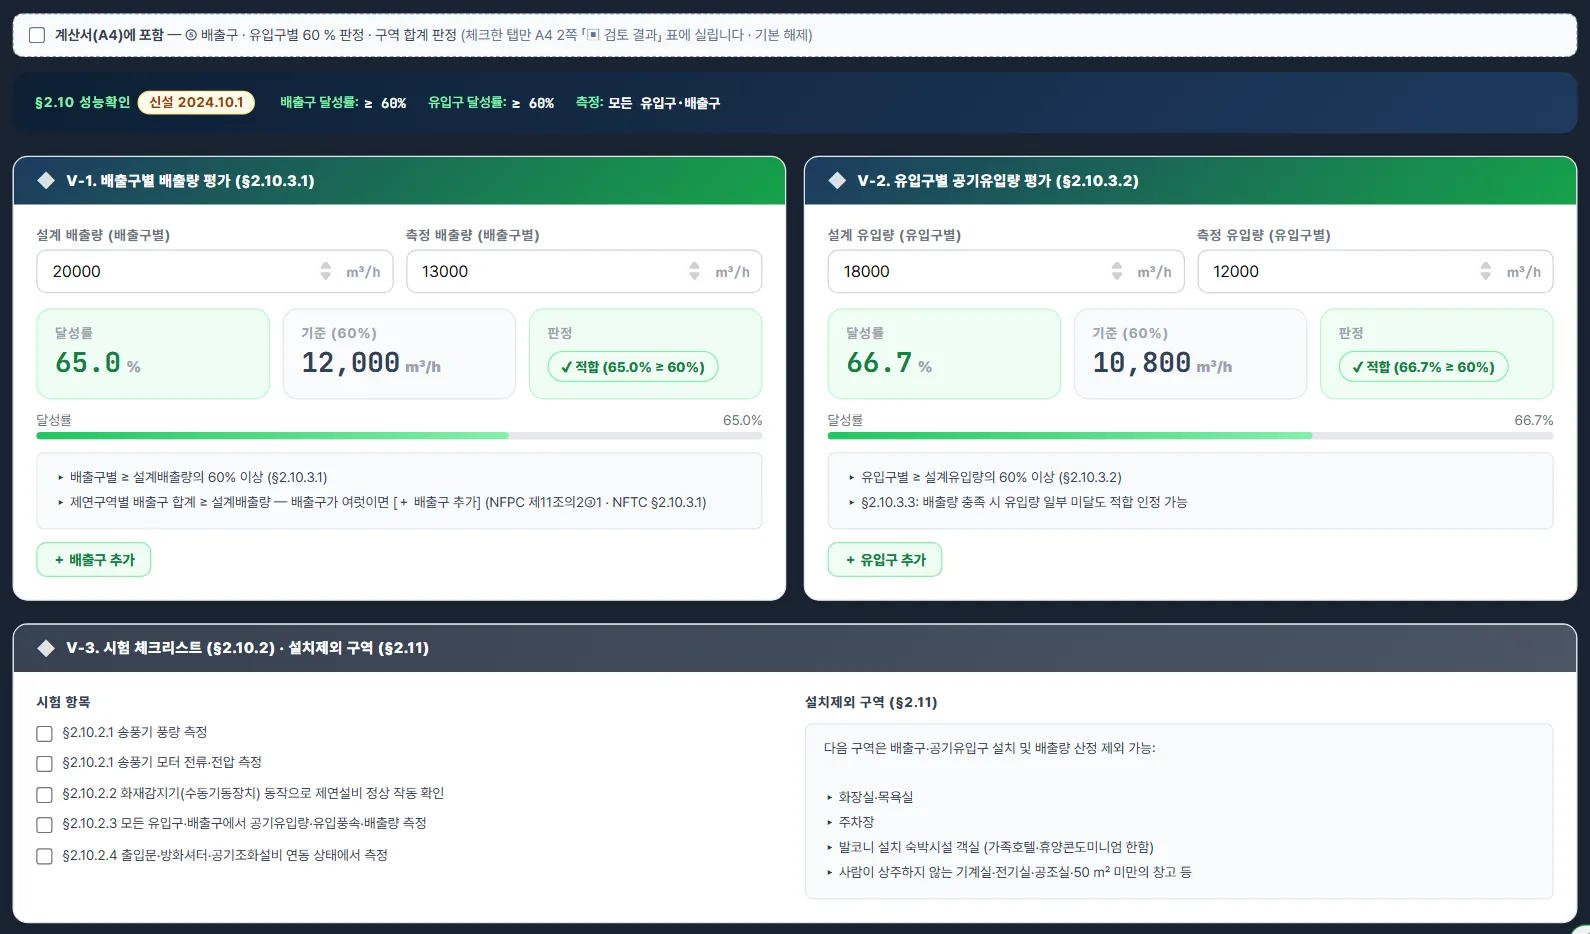 계산서(A4)에 포함 — ⑤ 배출구 · 유입구별 60 % 판정 · 구역 합계 판정 (체크한 탭만 A4 2쪽 「▣ 검토 결과」 표에 실립니다 · 기본 해제)
§2.10 성능확인 신설 2024.10.1 배출구 달성률: ≥ 60% 유입구 달성률: ≥ 60% 측정: 모든 유입구·배출구
◆ V-1. 배출구별 배출량 평가 (§2.10.3.1)
설계 배출량 (배출구별) 측정 배출량 (배출구별)
20000 m³/h 13000 m³/h
달성률 기준 (60%) 판정
65.0 % 12,000 m³/h ✓ 적합 (65.0% ≥ 60%)
달성률 65.0%
‣ 배출구별 ≥ 설계배출량의 60% 이상 (§2.10.3.1)
‣ 제연구역별 배출구 합계 ≥ 설계배출량 — 배출구가 여럿이면 [+ 배출구 추가] (NFPC 제11조의2③1 · NFTC §2.10.3.1)
+ 배출구 추가
◆ V-2. 유입구별 공기유입량 평가 (§2.10.3.2)
설계 유입량 (유입구별) 측정 유입량 (유입구별)
18000 m³/h 12000 m³/h
달성률 기준 (60%) 판정
66.7 % 10,800 m³/h ✓ 적합 (66.7% ≥ 60%)
달성률 66.7%
‣ 유입구별 ≥ 설계유입량의 60% 이상 (§2.10.3.2)
‣ §2.10.3.3: 배출량 충족 시 유입량 일부 미달도 적합 인정 가능
+ 유입구 추가
◆ V-3. 시험 체크리스트 (§2.10.2) · 설치제외 구역 (§2.11)
시험 항목
§2.10.2.1 송풍기 풍량 측정
§2.10.2.1 송풍기 모터 전류·전압 측정
§2.10.2.2 화재감지기(수동기동장치) 동작으로 제연설비 정상 작동 확인
§2.10.2.3 모든 유입구·배출구에서 공기유입량·유입풍속·배출량 측정
§2.10.2.4 출입문·방화셔터·공기조화설비 연동 상태에서 측정
설치제외 구역 (§2.11)
다음 구역은 배출구·공기유입구 설치 및 배출량 산정 제외 가능:
‣ 화장실·목욕실
‣ 주차장
‣ 발코니 설치 숙박시설 객실 (가족호텔·휴양콘도미니엄 한함)
‣ 사람이 상주하지 않는 기계실·전기실·공조실·50 m² 미만의 창고 등